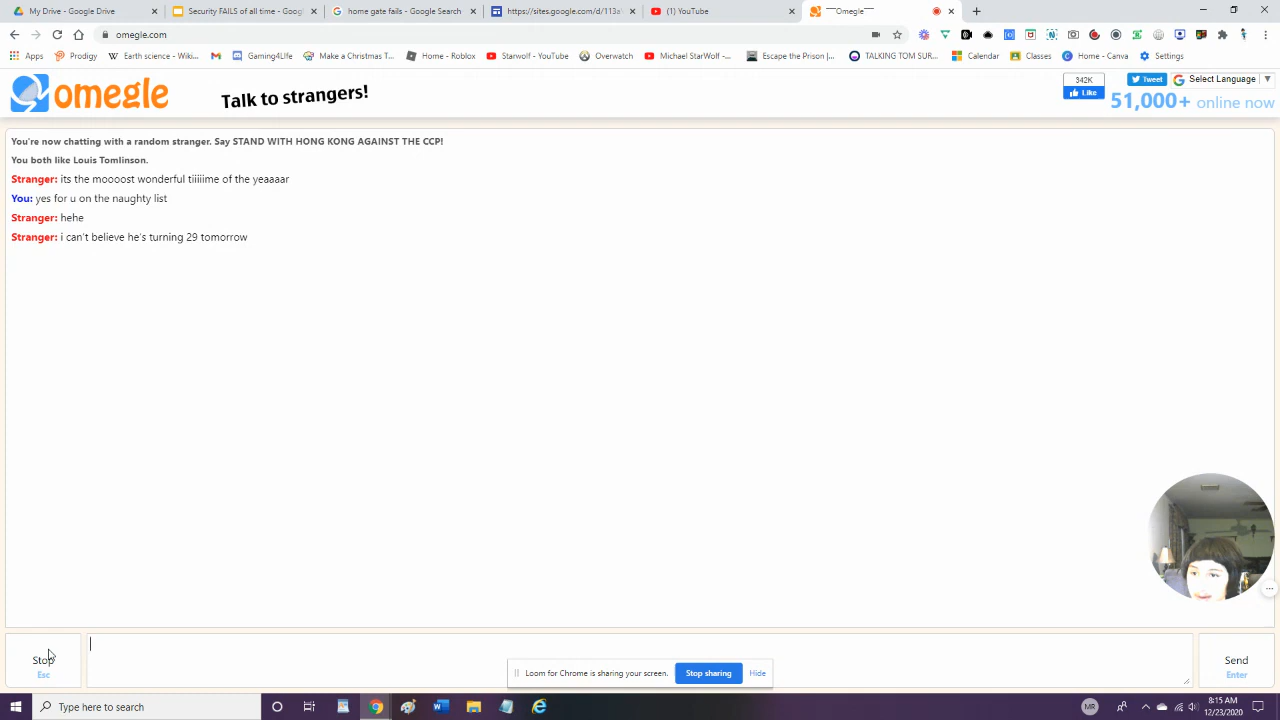 My Drive - Google Drive
Security FAILS of all time - Goog
home gate fails - Google Search
https://sites.google.com/d/113a
(1) YouTube
Omegle
omegle.com
Apps
Prodigy
Earth science - Wiki...
Gaming4Life
Make a Christmas T...
Home - Roblox
Starwolf - YouTube
Overwatch
Michael StarWolf -...
Escape the Prison |...
TALKING TOM SUR...
Calendar
Classes
Home - Canva
Settings
omegle
Talk to strangers!
342K
Like
Tweet
Select Language
51,000+ online now
You're now chatting with a random stranger. Say STAND WITH HONG KONG AGAINST THE CCP!
You both like Louis Tomlinson.
Stranger: its the moooost wonderful tiiiiime of the yeaaaar
You: yes for u on the naughty list
Stranger: hehe
Stranger: i can't believe he's turning 29 tomorrow
Stop
Esc
Loom for Chrome is sharing your screen.
Stop sharing
Hide
Send
Enter
Type here to search
MR
8:15 AM
12/23/2020